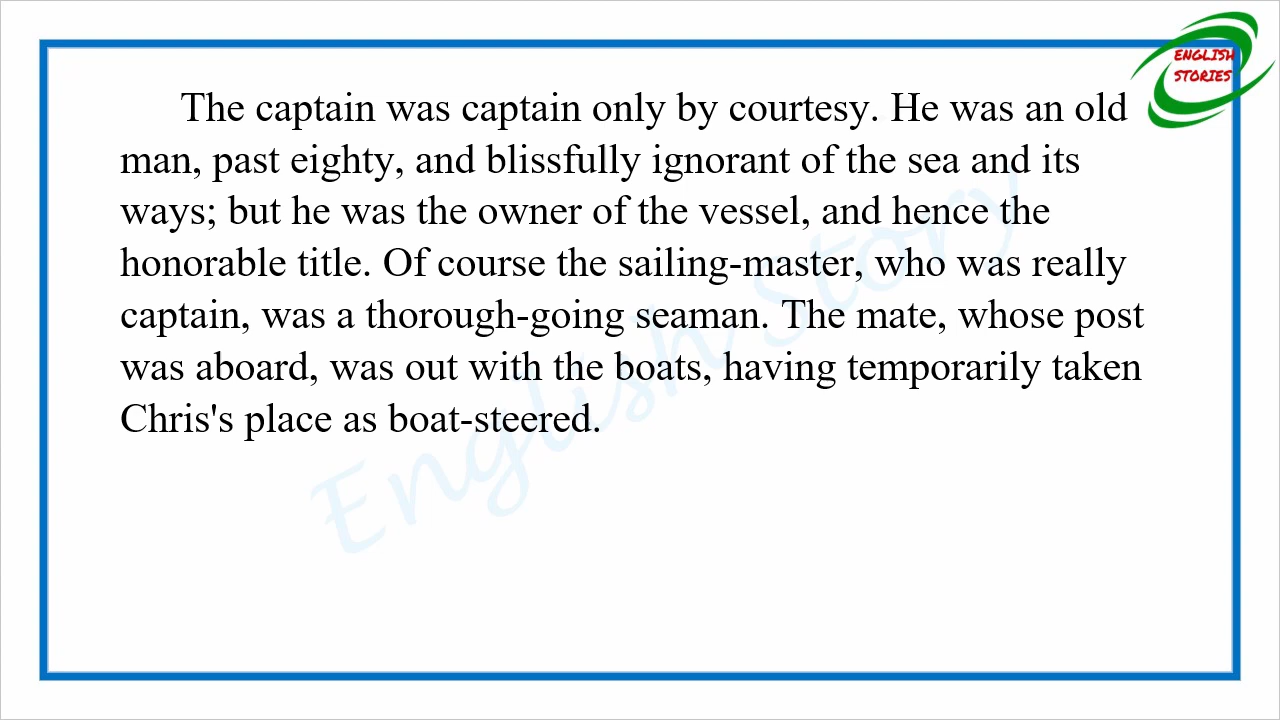 ENGLISH
STORIES
The captain was captain only by courtesy. He was an old
man, past eighty, and blissfully ignorant of the sea and its
ways; but he was the owner of the vessel, and hence the
honorable title. Of course the sailing-master, who was really
captain, was a thorough-going seaman. The mate, whose post
was aboard, was out with the boats, having temporarily taken
Chris's place as boat-steered.
English Story